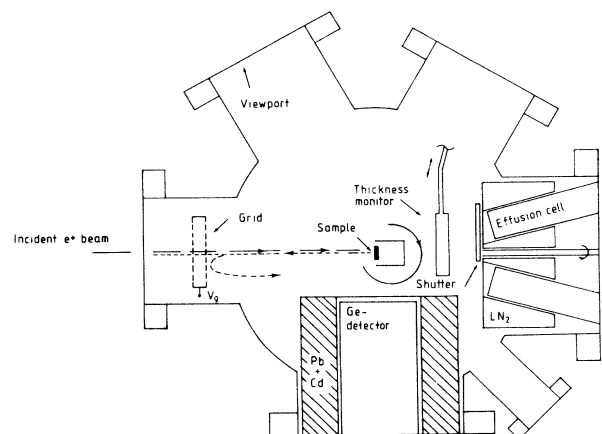 Viewport
Thickness
monitor
Effusion cell
Grid
Sample
Incident e+ beam
Vg
Shutter
LN2
Ge-
detector
Pb
+
Cd